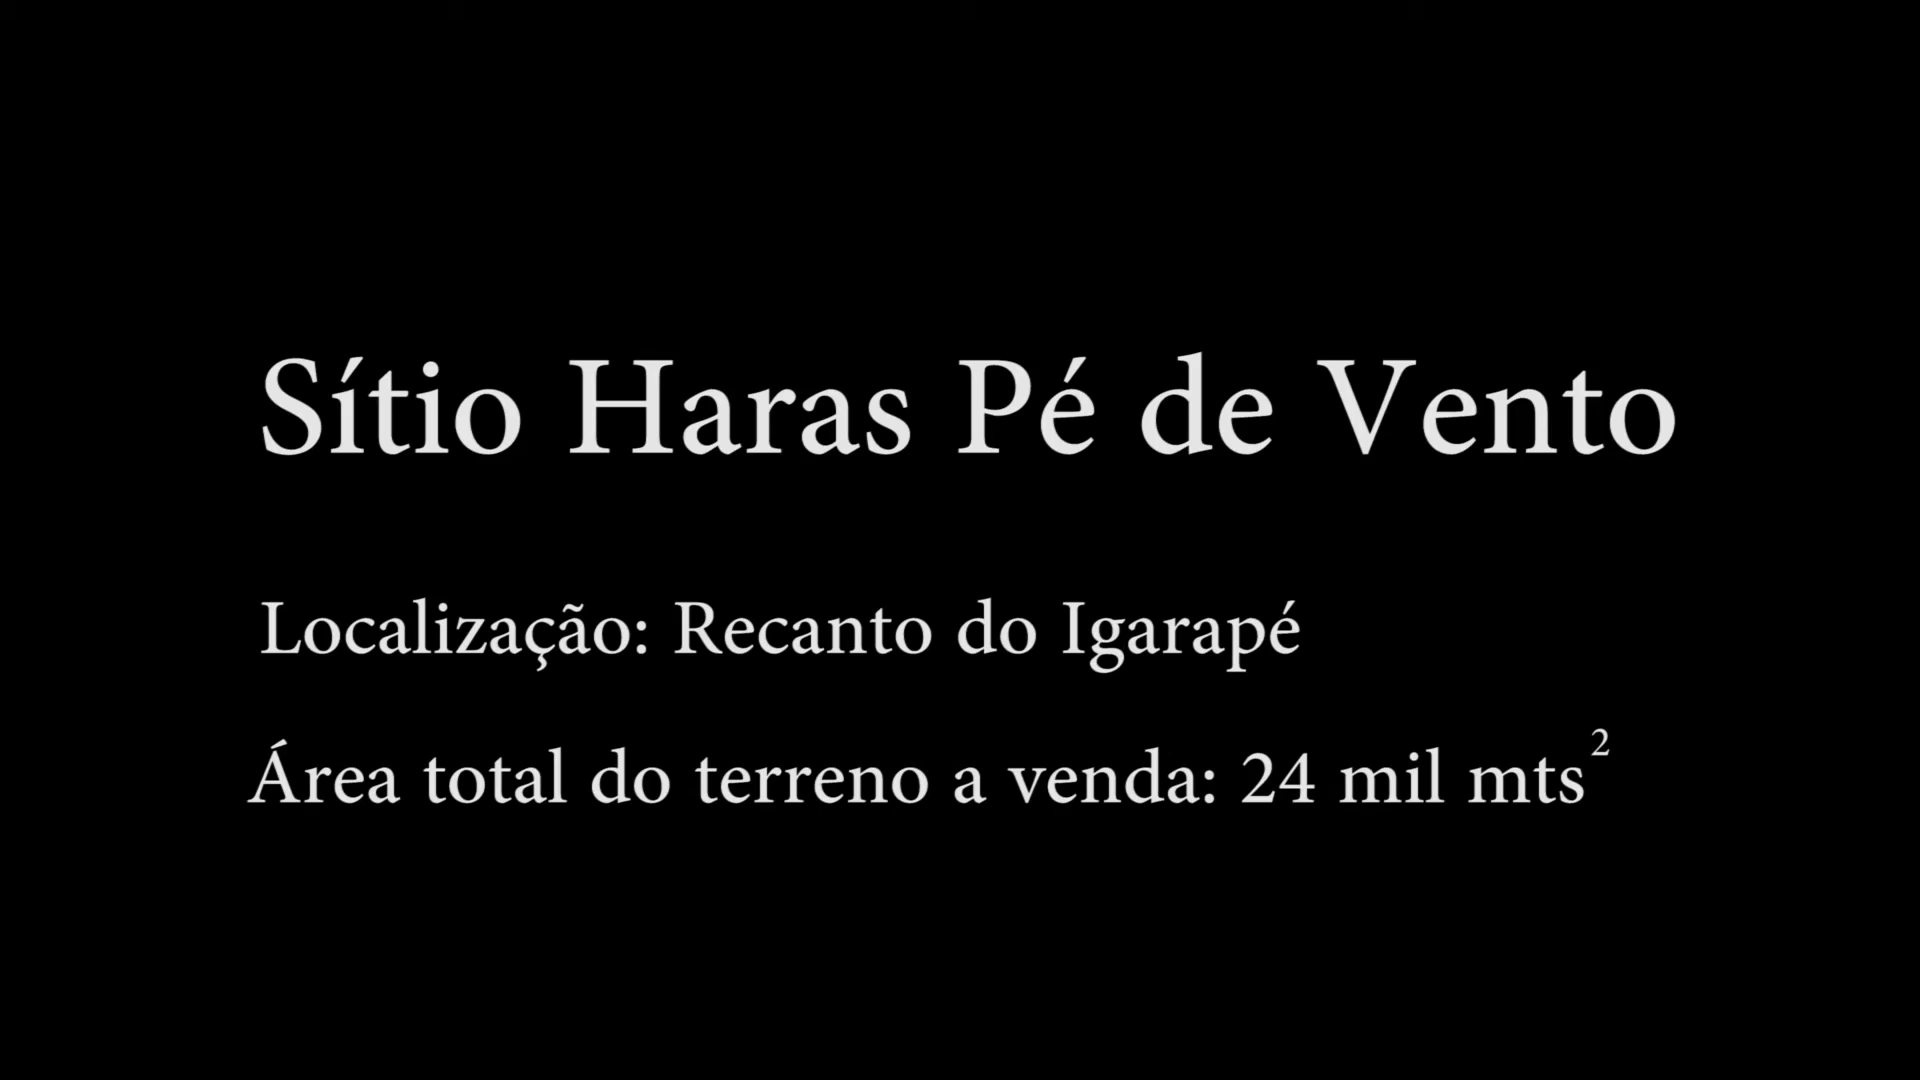 Sítio Haras Pé de Vento
Localização: Recanto do Igarapé
Área total do terreno a venda: 24 mil mts²